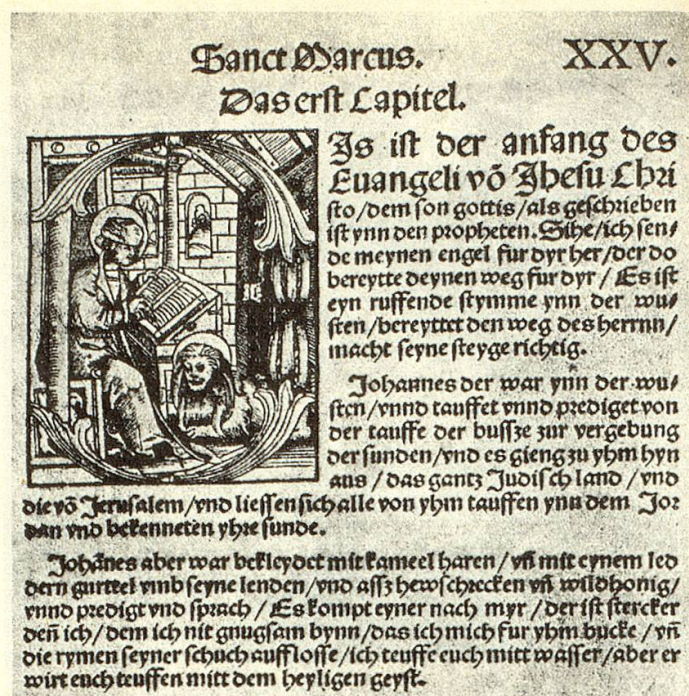 Sanct Marcus. XXV.
Das erst Capitel.
Is ist der anfang des
Euangeli võ Jhesu Chri
sto/dem son gottis/als geschrieben
ist ynn den propheten. Sihe/ich sen/
de meynen engel fur dyr her/der do
bereytte deynen weg fur dyr/Es ist
eyn ruffende stymme ynn der wu/
sten/bereyttet den weg des herrnn/
macht seyne steyge richtig.
Johannes der war ynn der wu/
sten/vnnd tauffet vnnd prediget von
der tauffe der bussze zur vergebung
der sunden/vnd es gieng zu yhm hyn
aus/das gantz Judisch land/vnd
die võ Jerusalem/vnd liessen sich alle von yhm tauffen ynn dem Jor
dan vnd bekenneten yhre sunde.
Johãnes aber war bekleydet mit kameel haren/vñ mit eynem led
dern gurttel vmb seyne lenden/vnd assz hewschrecken vñ wildhonig/
vnnd predigt vnd sprach/Es kompt eyner nach myr/der ist stercker
deñ ich/dem ich nit gnugsam bynn/das ich mich fur yhm bucke/vñ
die rymen seyner schuch aufflosse/ich teuffe euch mitt wasser/aber er
wirt euch teuffen mitt dem heyligen geyst.